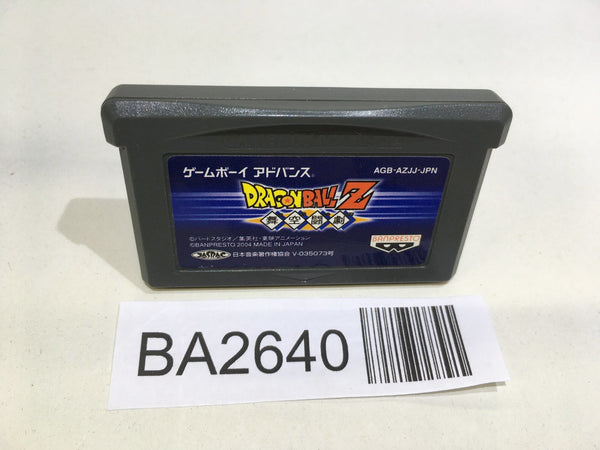 ゲームボーイ アドバンス
AGB-AZJJ-JPN
DRAGONBALL Z
舞空闘劇
©バードスタジオ/集英社・東映アニメーション
©BANPRESTO 2004 MADE IN JAPAN
BANPRESTO
JASRAC 日本音楽著作権協会 V-035073号
BA2640